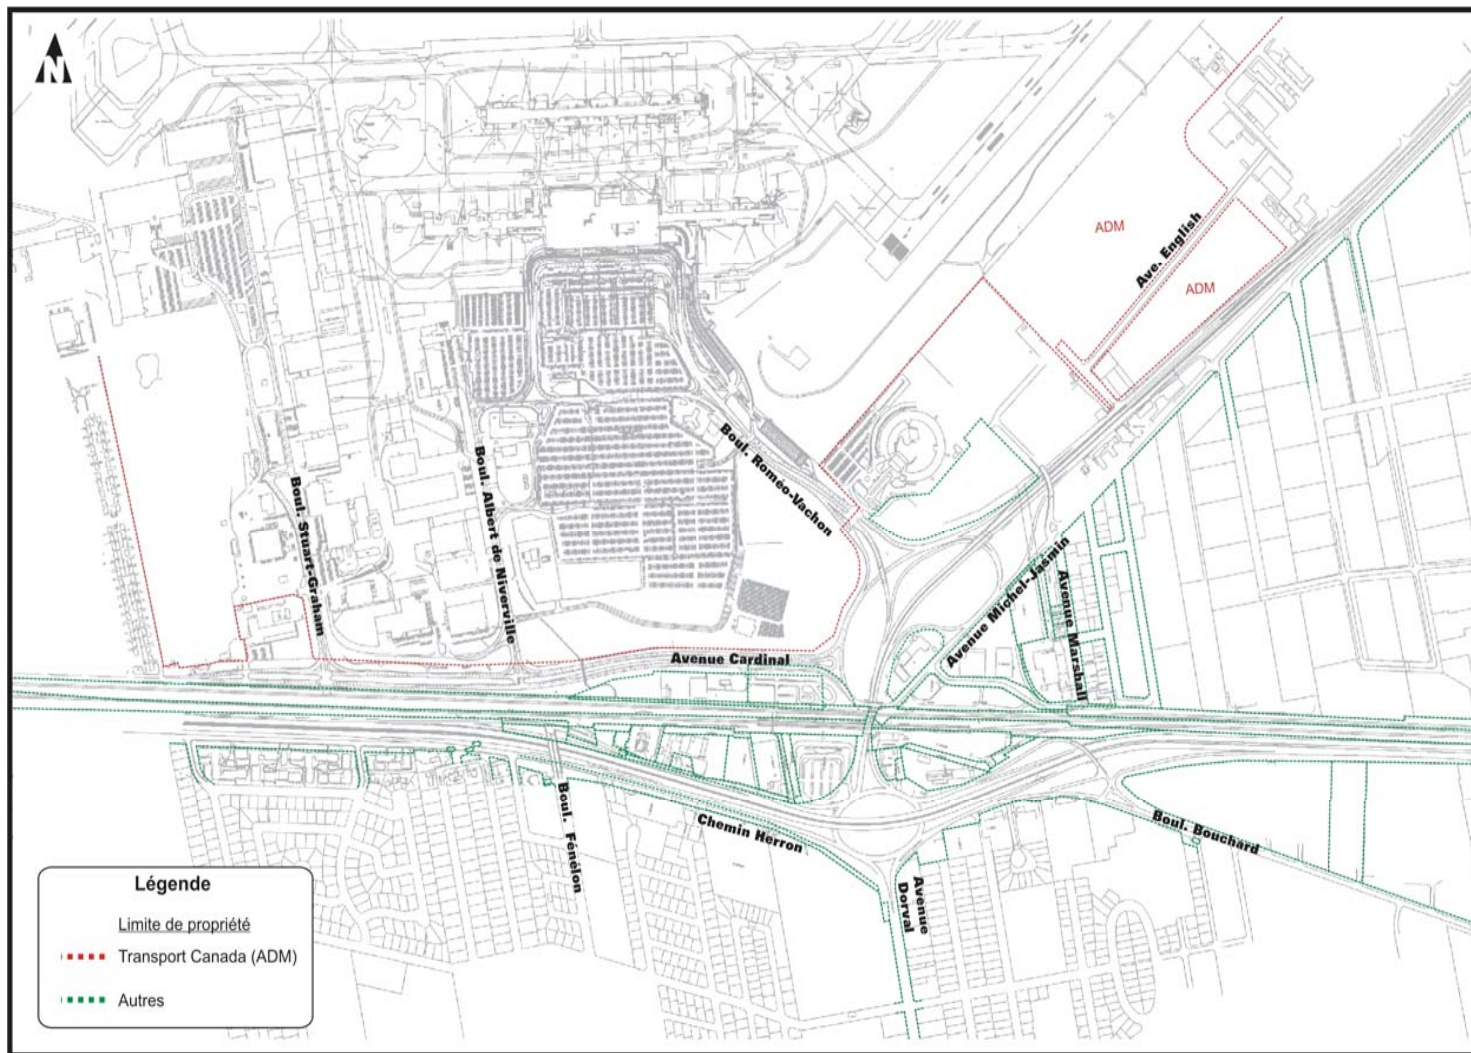 N
ADM
Ave. English
ADM
Boul. Roméo-Vachon
Boul. Albert de Niverville
Boul. Stuart-Graham
Avenue Michel-Jasmin
Avenue Marshall
Avenue Cardinal
Boul. Fénélon
Chemin Herron
Boul. Bouchard
Avenue
Dorval
Légende
Limite de propriété
Transport Canada (ADM)
Autres